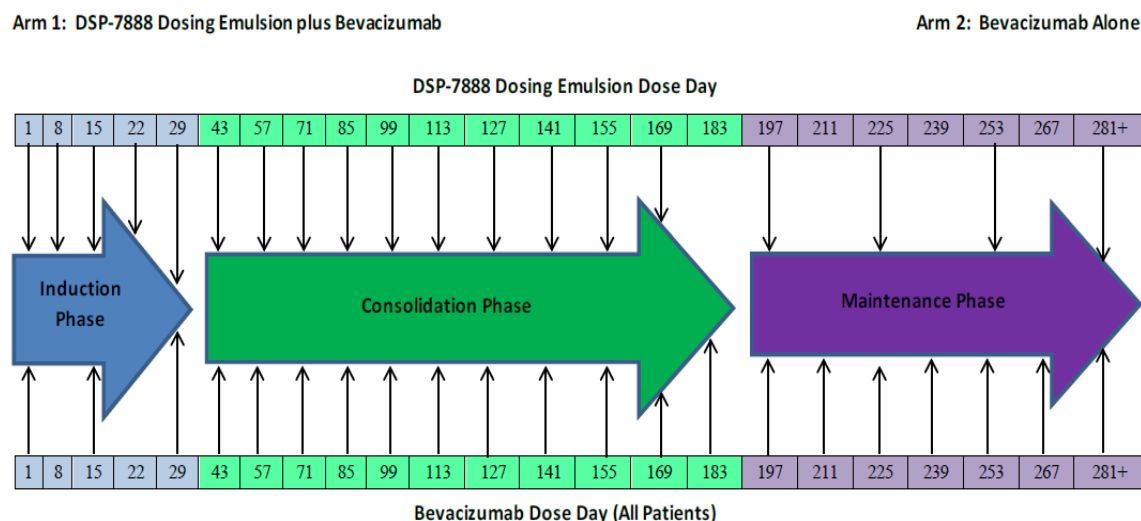 Arm 1: DSP-7888 Dosing Emulsion plus Bevacizumab
Arm 2: Bevacizumab Alone
DSP-7888 Dosing Emulsion Dose Day
1 8 15 22 29 43 57 71 85 99 113 127 141 155 169 183 197 211 225 239 253 267 281+
Induction
Phase
Consolidation Phase
Maintenance Phase
1 8 15 22 29 43 57 71 85 99 113 127 141 155 169 183 197 211 225 239 253 267 281+
Bevacizumab Dose Day (All Patients)